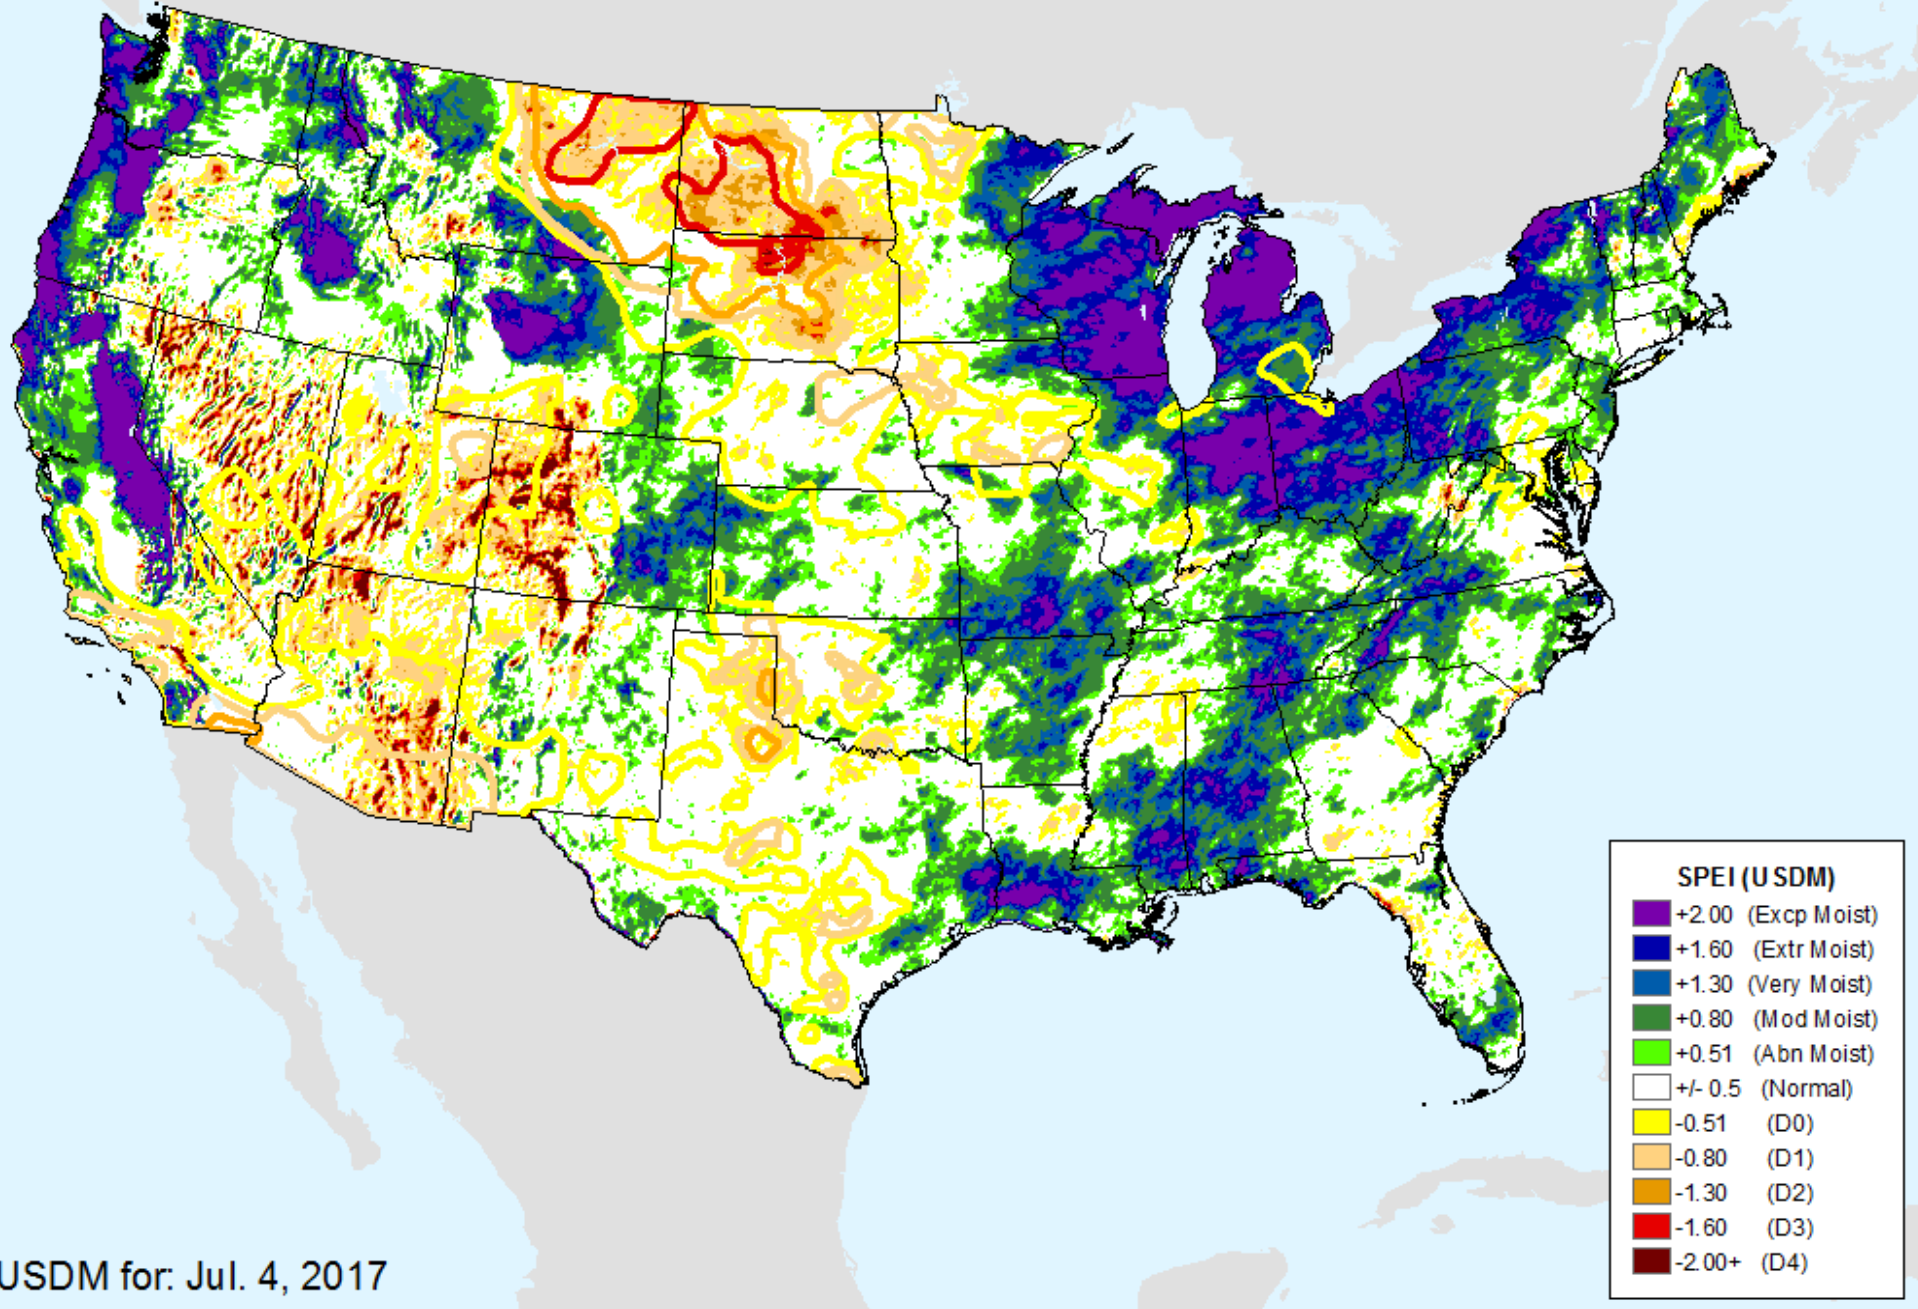 SPEI (USDM)
+2.00 (Excp Moist)
+1.60 (Extr Moist)
+1.30 (Very Moist)
+0.80 (Mod Moist)
+0.51 (Abn Moist)
+/- 0.5 (Normal)
-0.51 (D0)
-0.80 (D1)
-1.30 (D2)
-1.60 (D3)
-2.00+ (D4)
USDM for: Jul. 4, 2017